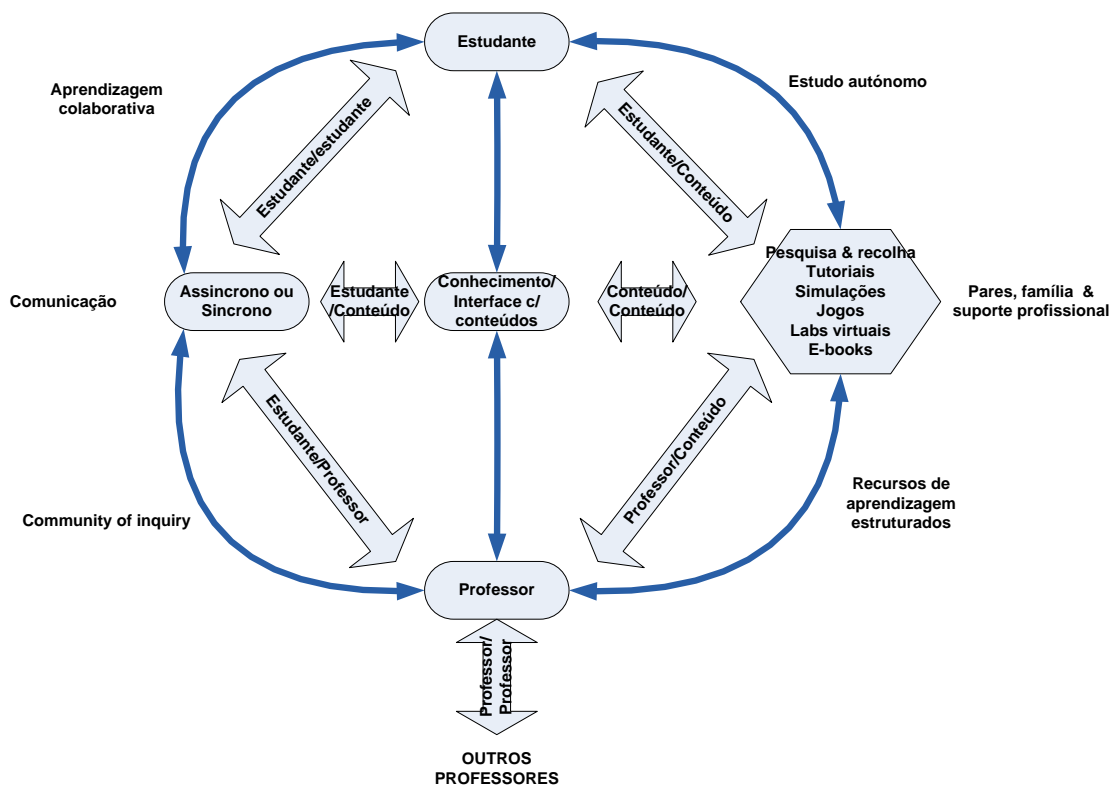 Estudante
Aprendizagem
colaborativa
Estudo autónomo
Estudante/estudante
Estudante/Conteúdo
Comunicação
Assincrono ou
Sincrono
Estudante
/Conteúdo
Conhecimento/
Interface c/
conteúdos
Conteúdo/
Conteúdo
Pesquisa & recolha
Tutoriais
Simulações
Jogos
Labs virtuais
E-books
Pares, família &
suporte profissional
Estudante/Professor
Professor/Conteúdo
Community of inquiry
Recursos de
aprendizagem
estruturados
Professor
Professor/
Professor
OUTROS
PROFESSORES